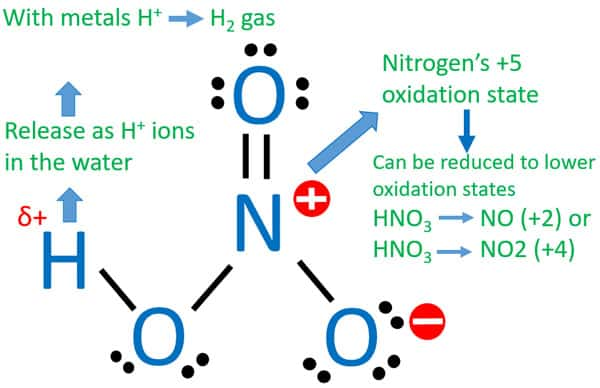 With metals H⁺ → H₂ gas
Nitrogen's +5
oxidation state
Release as H⁺ ions
in the water
Can be reduced to lower
oxidation states
HNO₃ → NO (+2) or
HNO₃ → NO2 (+4)
δ+
O
N +
H
O
O −